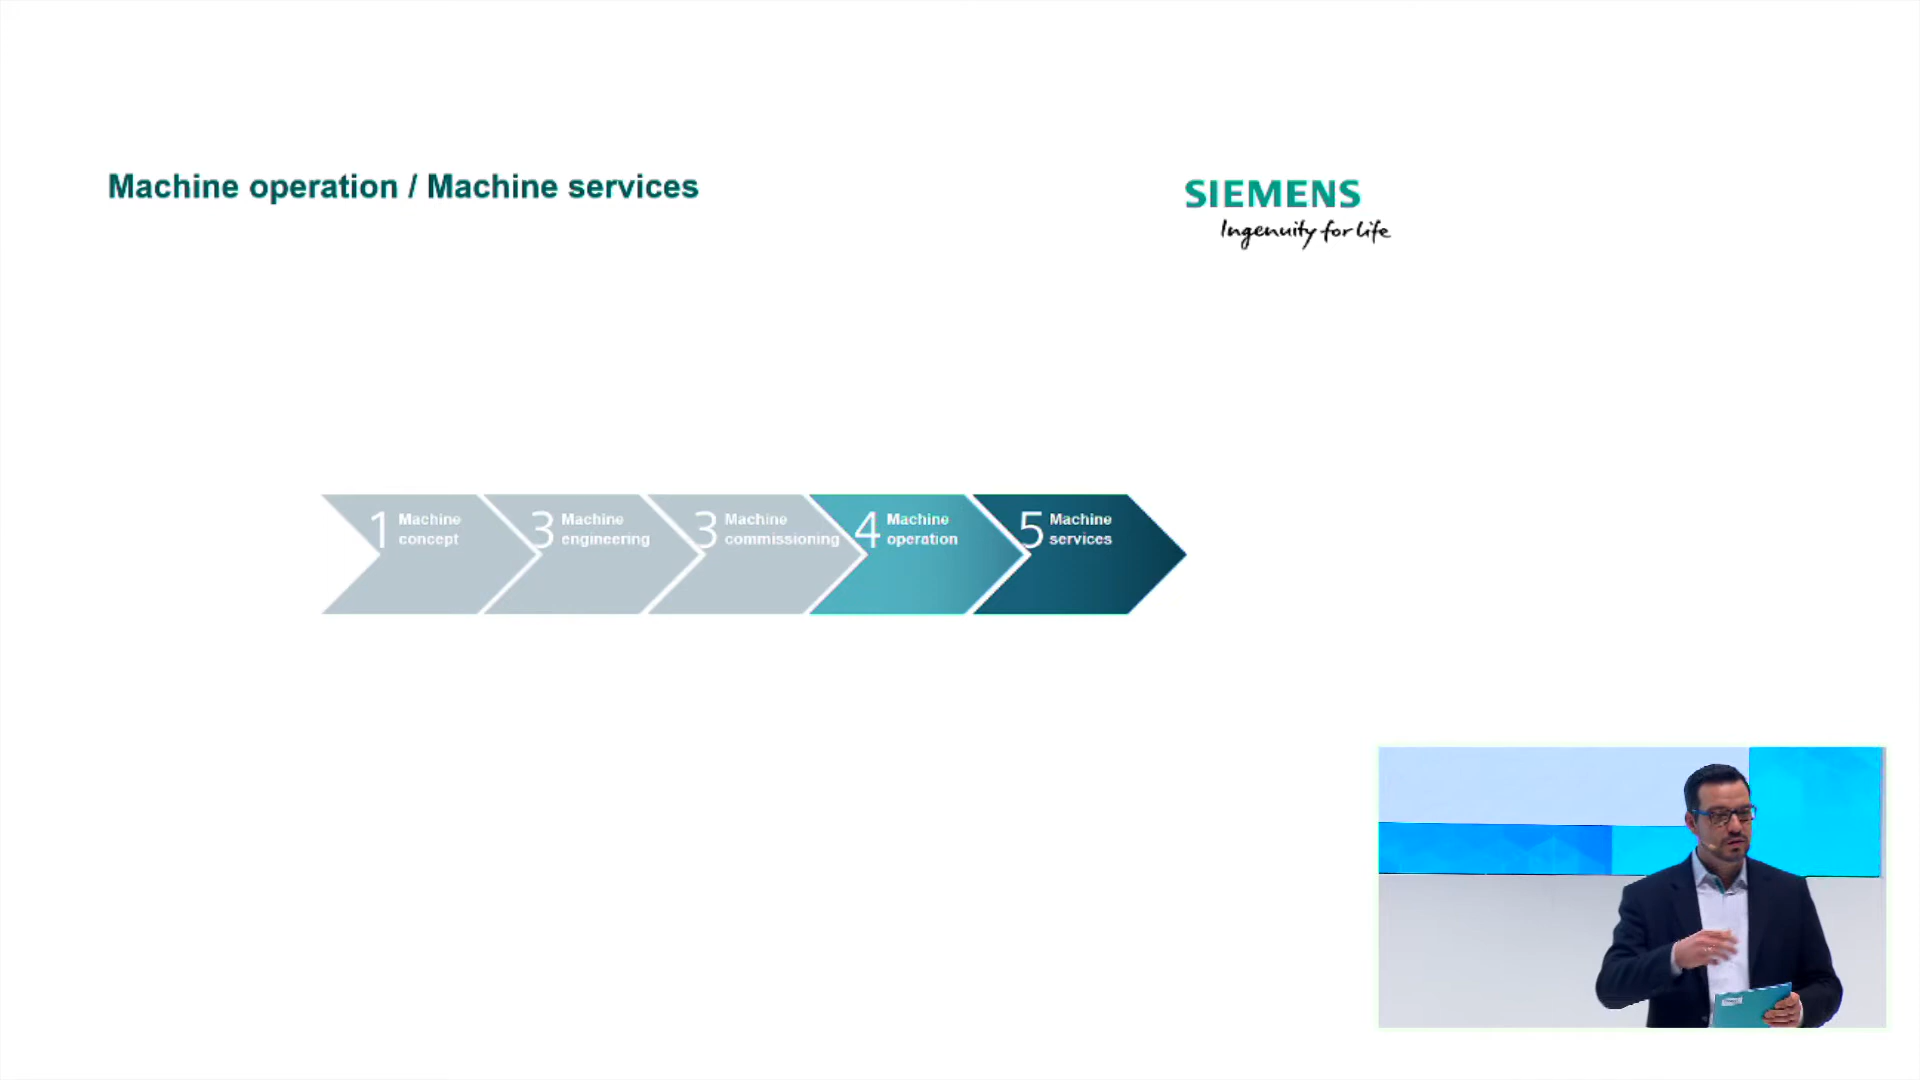 Machine operation / Machine services
SIEMENS
Ingenuity for life
1 Machine
concept
3 Machine
engineering
3 Machine
commissioning
4 Machine
operation
5 Machine
services